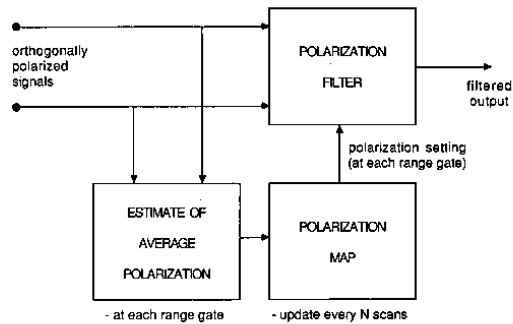 orthogonally
polarized
signals
POLARIZATION
FILTER
filtered
output
polarization setting
(at each range gate)
ESTIMATE OF
AVERAGE
POLARIZATION
POLARIZATION
MAP
- at each range gate
- update every N scans